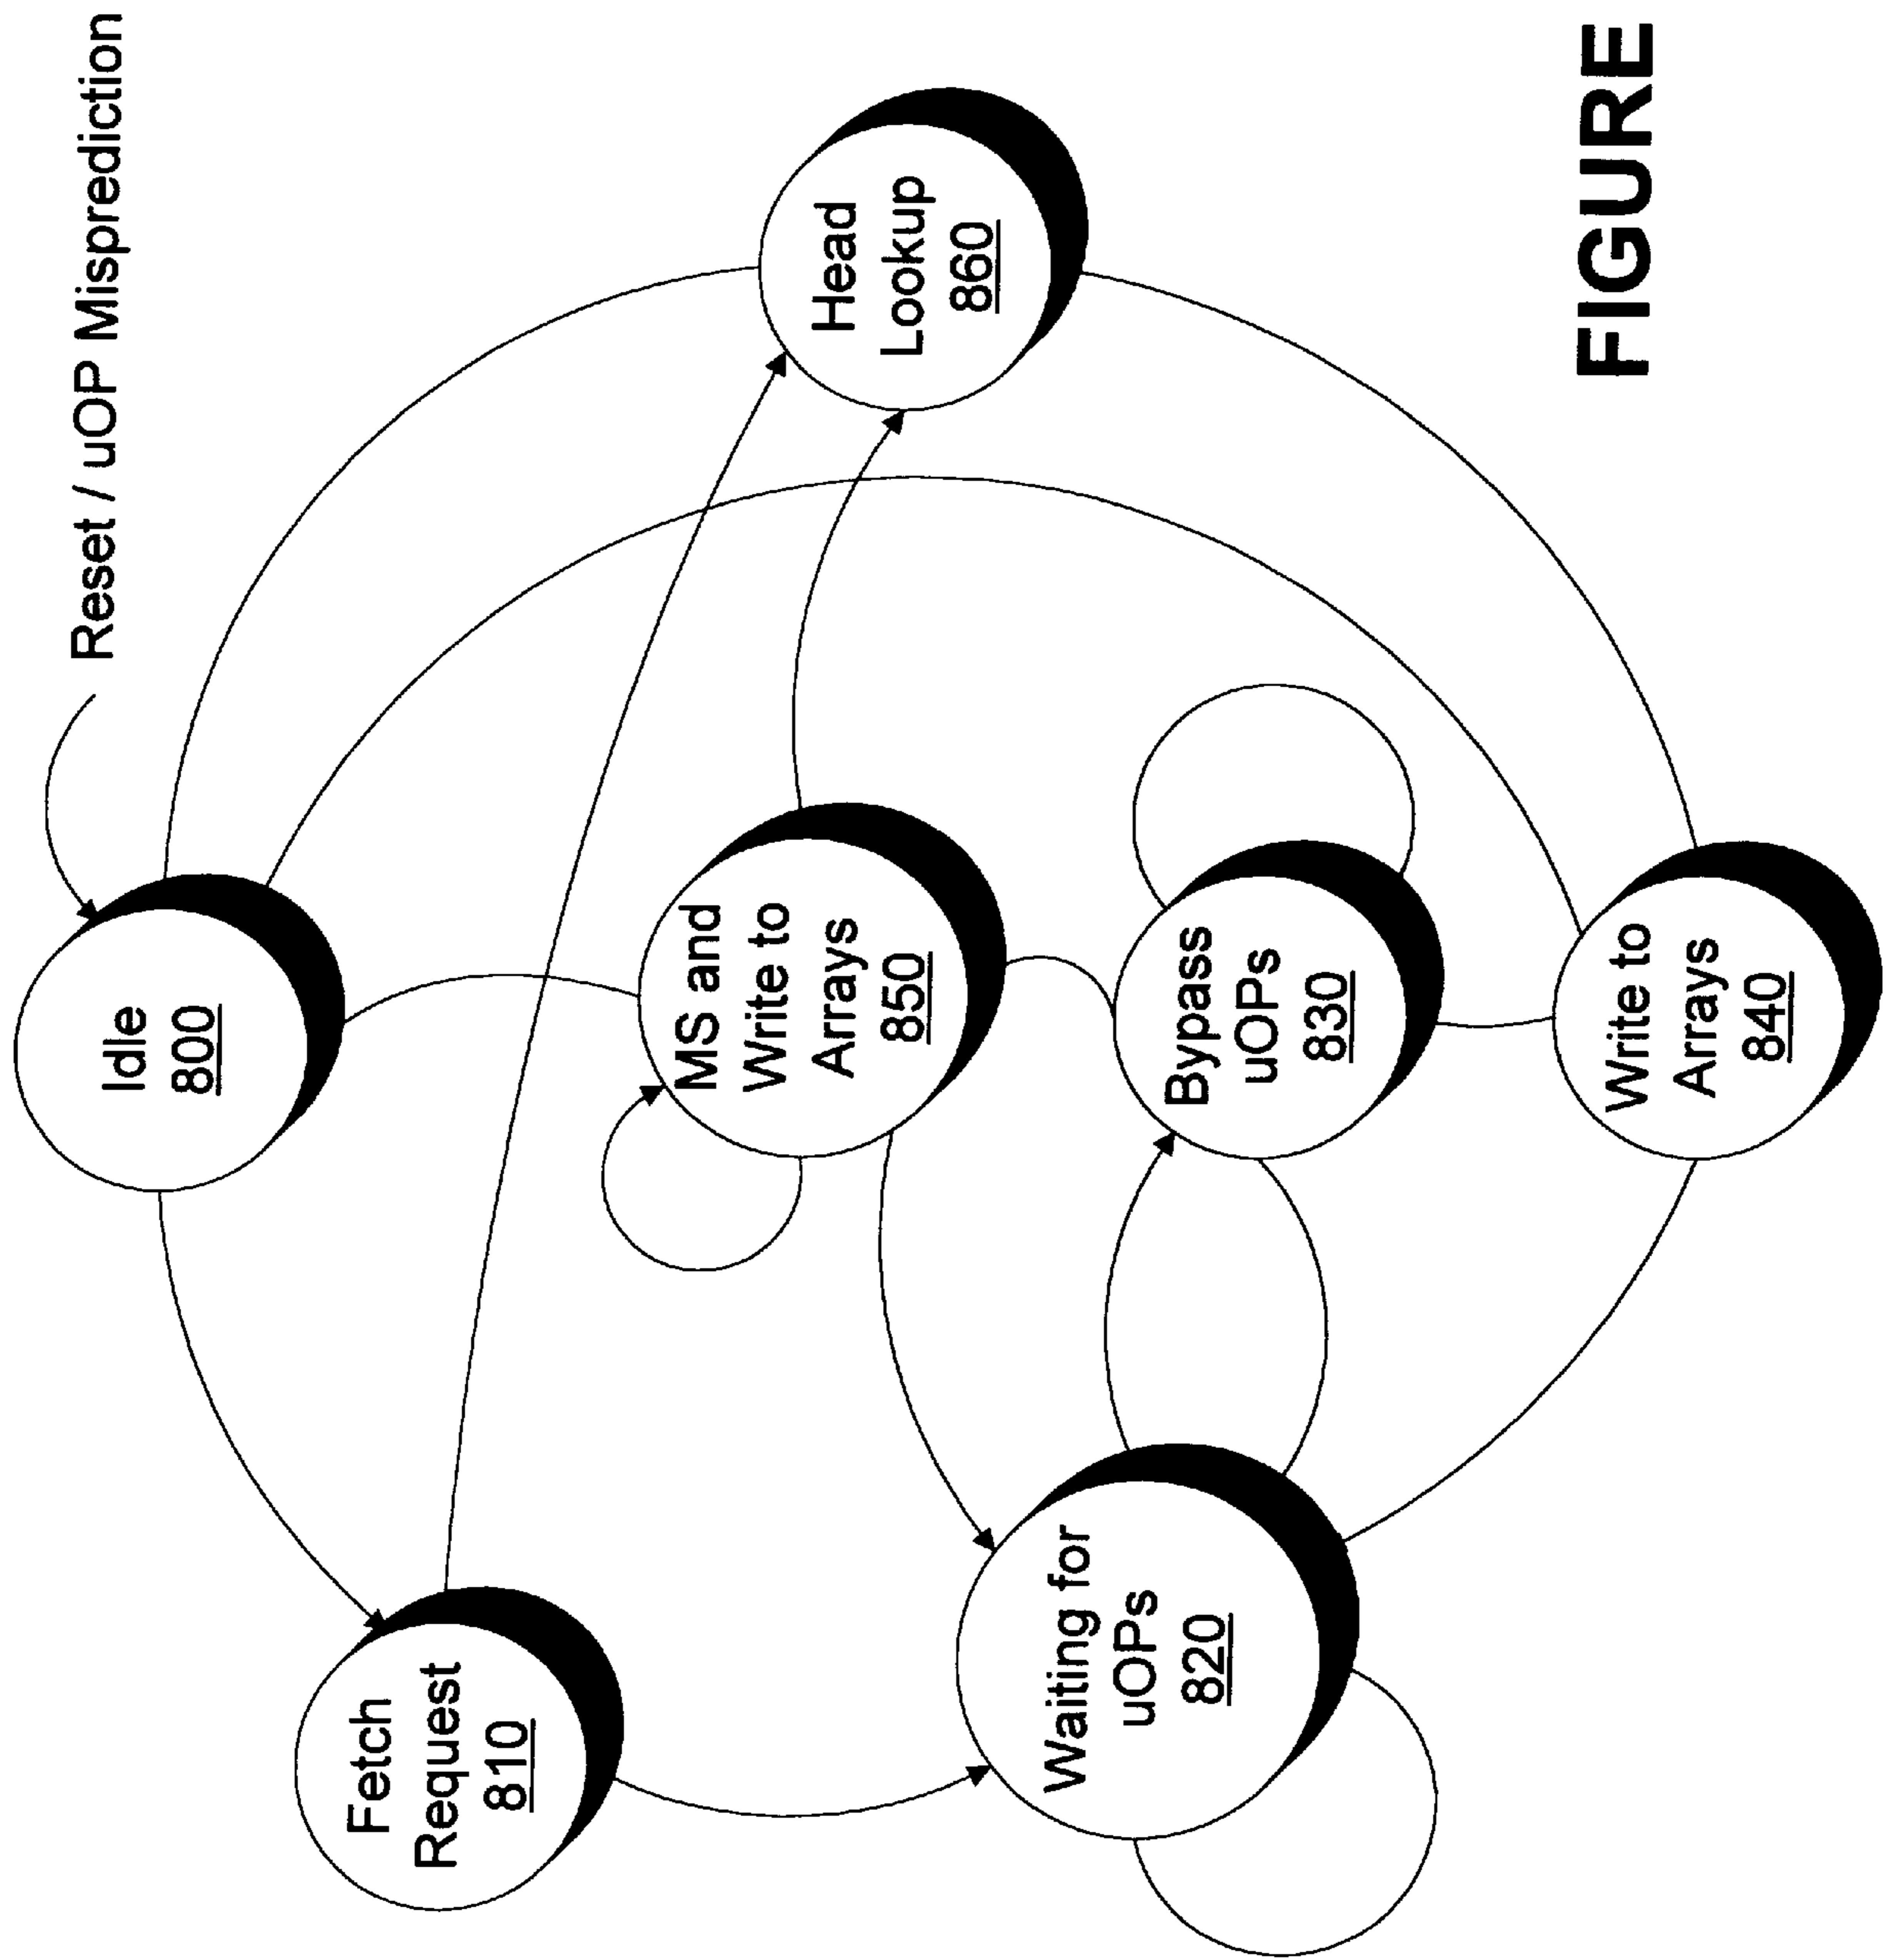 Reset / uOP Misprediction
Idle
800
Fetch
Request
810
Head
Lookup
860
MS and
Write to
Arrays
850
Waiting for
uOPs
820
Bypass
uOPs
830
Write to
Arrays
840
FIGURE